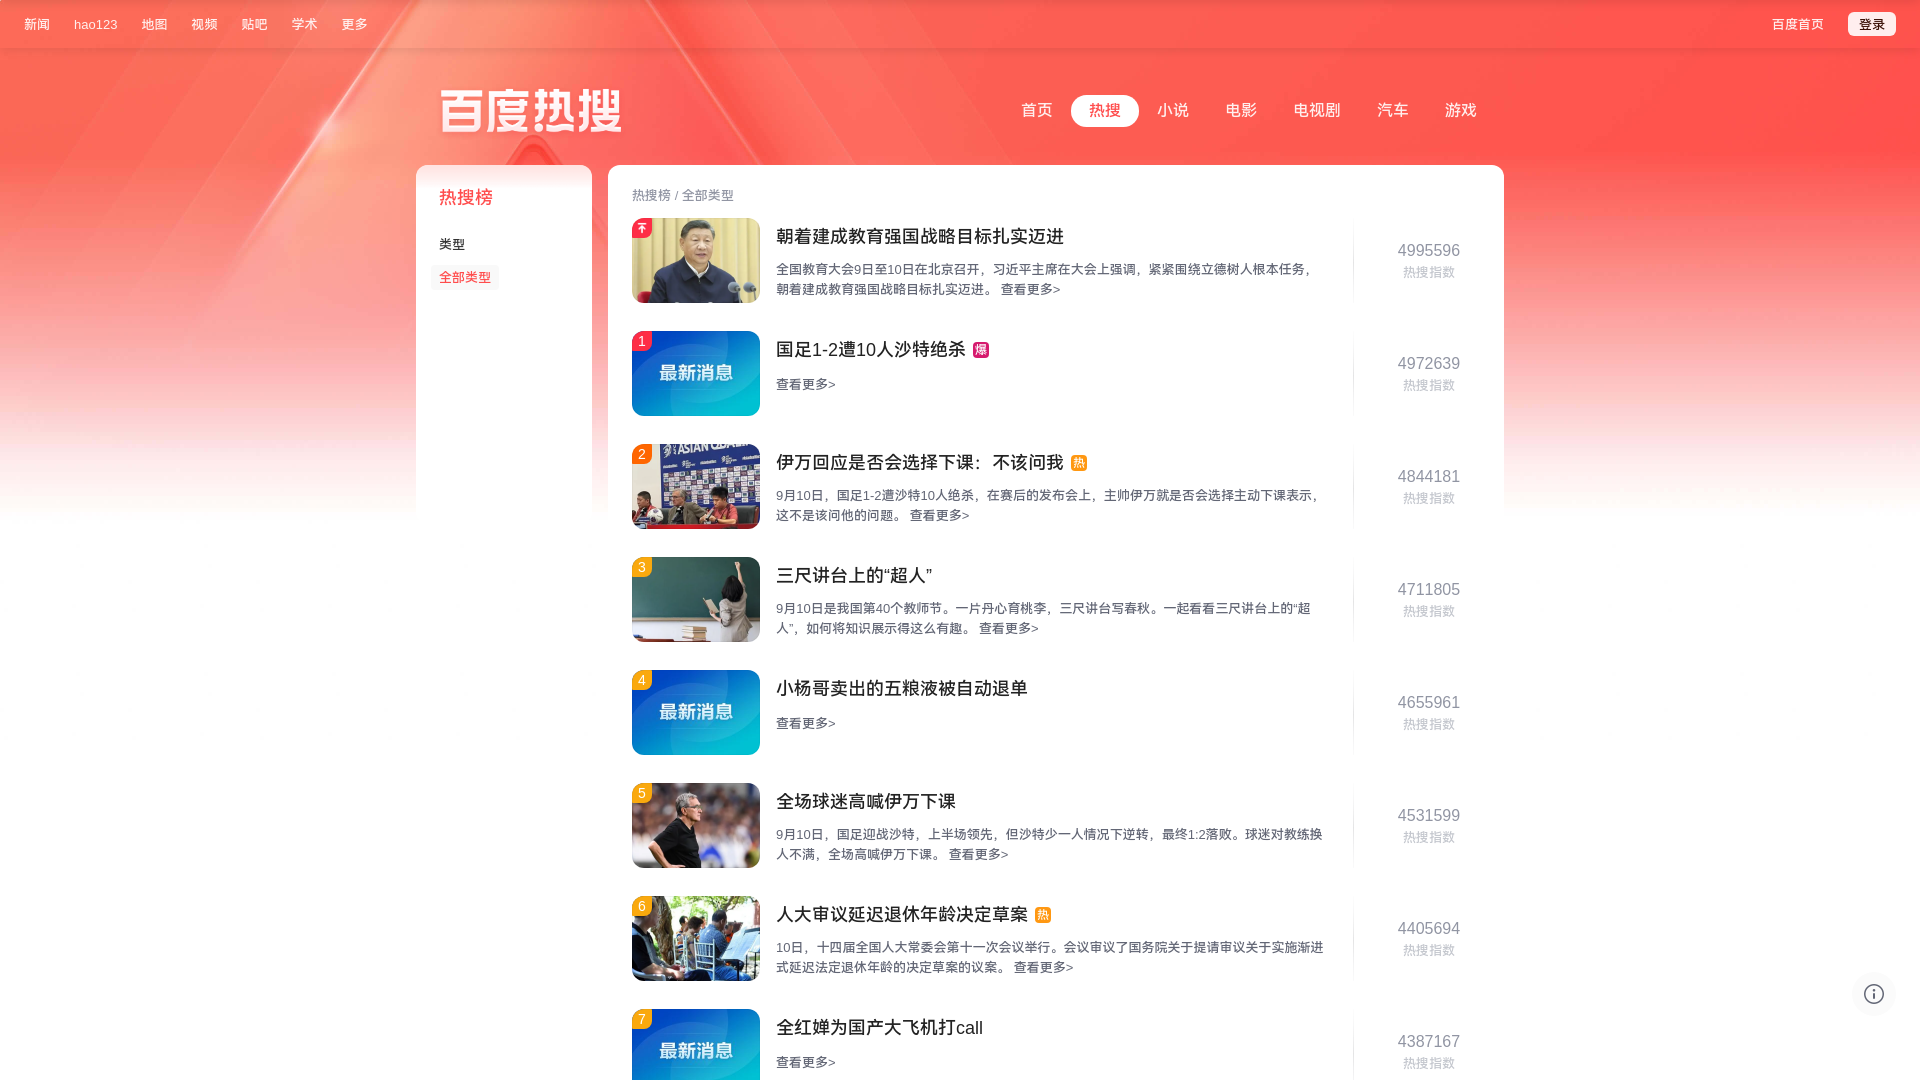 新闻 hao123 地图 视频 贴吧 学术 更多 百度首页 登录
百度热搜
首页 热搜 小说 电影 电视剧 汽车 游戏
热搜榜
类型
全部类型
热搜榜 / 全部类型
朝着建成教育强国战略目标扎实迈进
全国教育大会9日至10日在北京召开，习近平主席在大会上强调，紧紧围绕立德树人根本任务，
朝着建成教育强国战略目标扎实迈进。 查看更多>
4995596
热搜指数
1
最新消息
国足1-2遭10人沙特绝杀 爆
查看更多>
4972639
热搜指数
2
伊万回应是否会选择下课：不该问我 热
9月10日，国足1-2遭沙特10人绝杀，在赛后的发布会上，主帅伊万就是否会选择主动下课表示，
这不是该问他的问题。 查看更多>
4844181
热搜指数
3
三尺讲台上的“超人”
9月10日是我国第40个教师节。一片丹心育桃李，三尺讲台写春秋。一起看看三尺讲台上的“超
人”，如何将知识展示得这么有趣。 查看更多>
4711805
热搜指数
4
最新消息
小杨哥卖出的五粮液被自动退单
查看更多>
4655961
热搜指数
5
全场球迷高喊伊万下课
9月10日，国足迎战沙特，上半场领先，但沙特少一人情况下逆转，最终1:2落败。球迷对教练换
人不满，全场高喊伊万下课。 查看更多>
4531599
热搜指数
6
人大审议延迟退休年龄决定草案 热
10日，十四届全国人大常委会第十一次会议举行。会议审议了国务院关于提请审议关于实施渐进
式延迟法定退休年龄的决定草案的议案。 查看更多>
4405694
热搜指数
7
最新消息
全红婵为国产大飞机打call
查看更多>
4387167
热搜指数